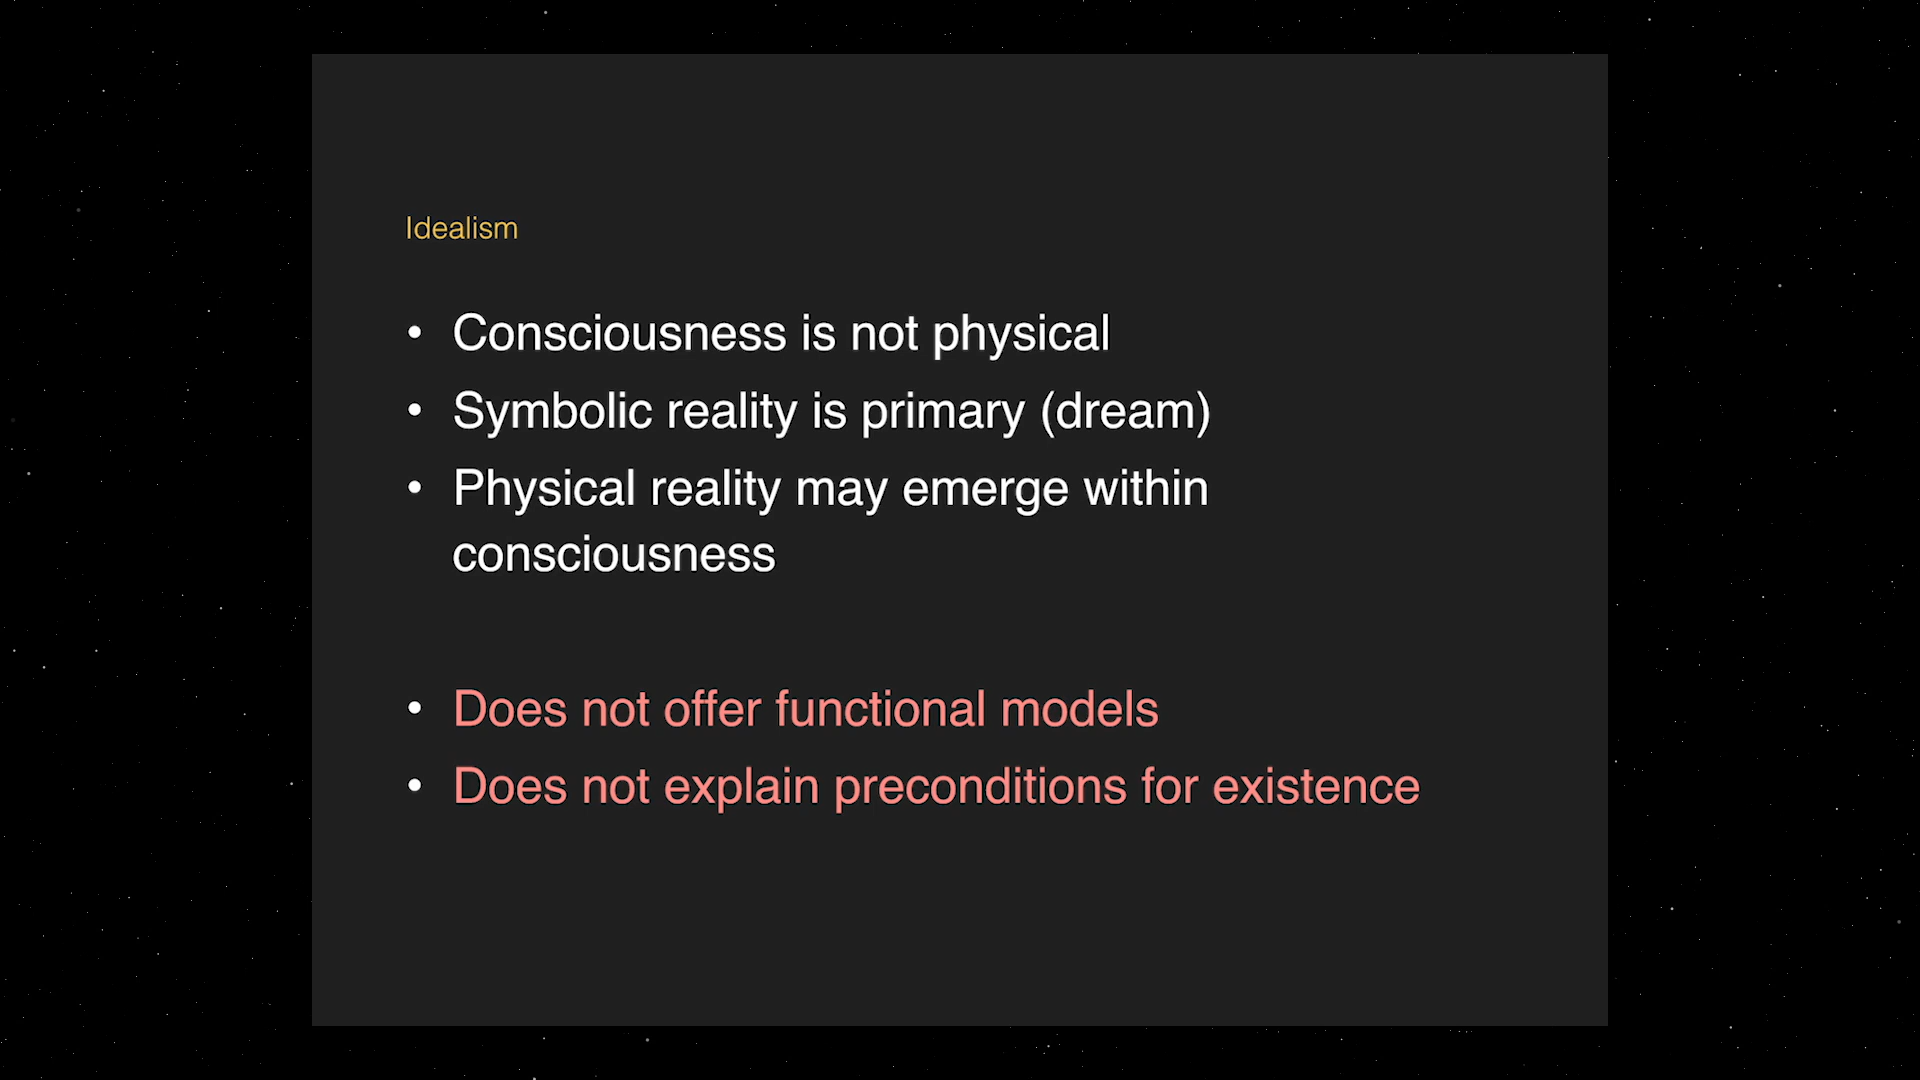 Idealism
• Consciousness is not physical
• Symbolic reality is primary (dream)
• Physical reality may emerge within
consciousness
• Does not offer functional models
• Does not explain preconditions for existence